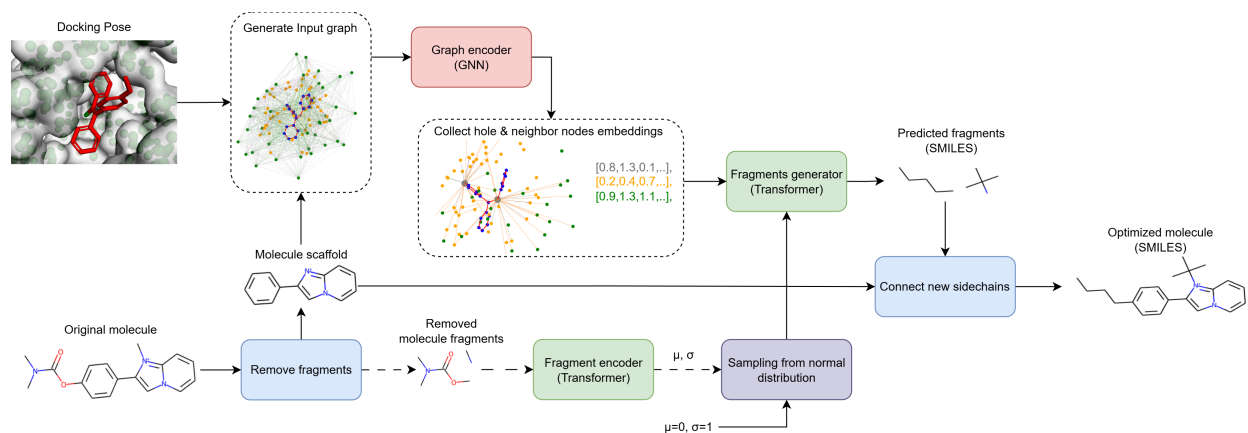 Docking Pose
Generate Input graph
Graph encoder
(GNN)
Collect hole & neighbor nodes embeddings
[0.8,1.3,0.1,..],
[0.2,0.4,0.7,..],
[0.9,1.3,1.1,..],
Fragments generator
(Transformer)
Predicted fragments
(SMILES)
Molecule scaffold
N+
N
Connect new sidechains
Optimized molecule
(SMILES)
N+
N
Original molecule
N
O
O
N+
N
Remove fragments
Removed
molecule fragments
N
O
O
Fragment encoder
(Transformer)
μ, σ
Sampling from normal
distribution
μ=0, σ=1